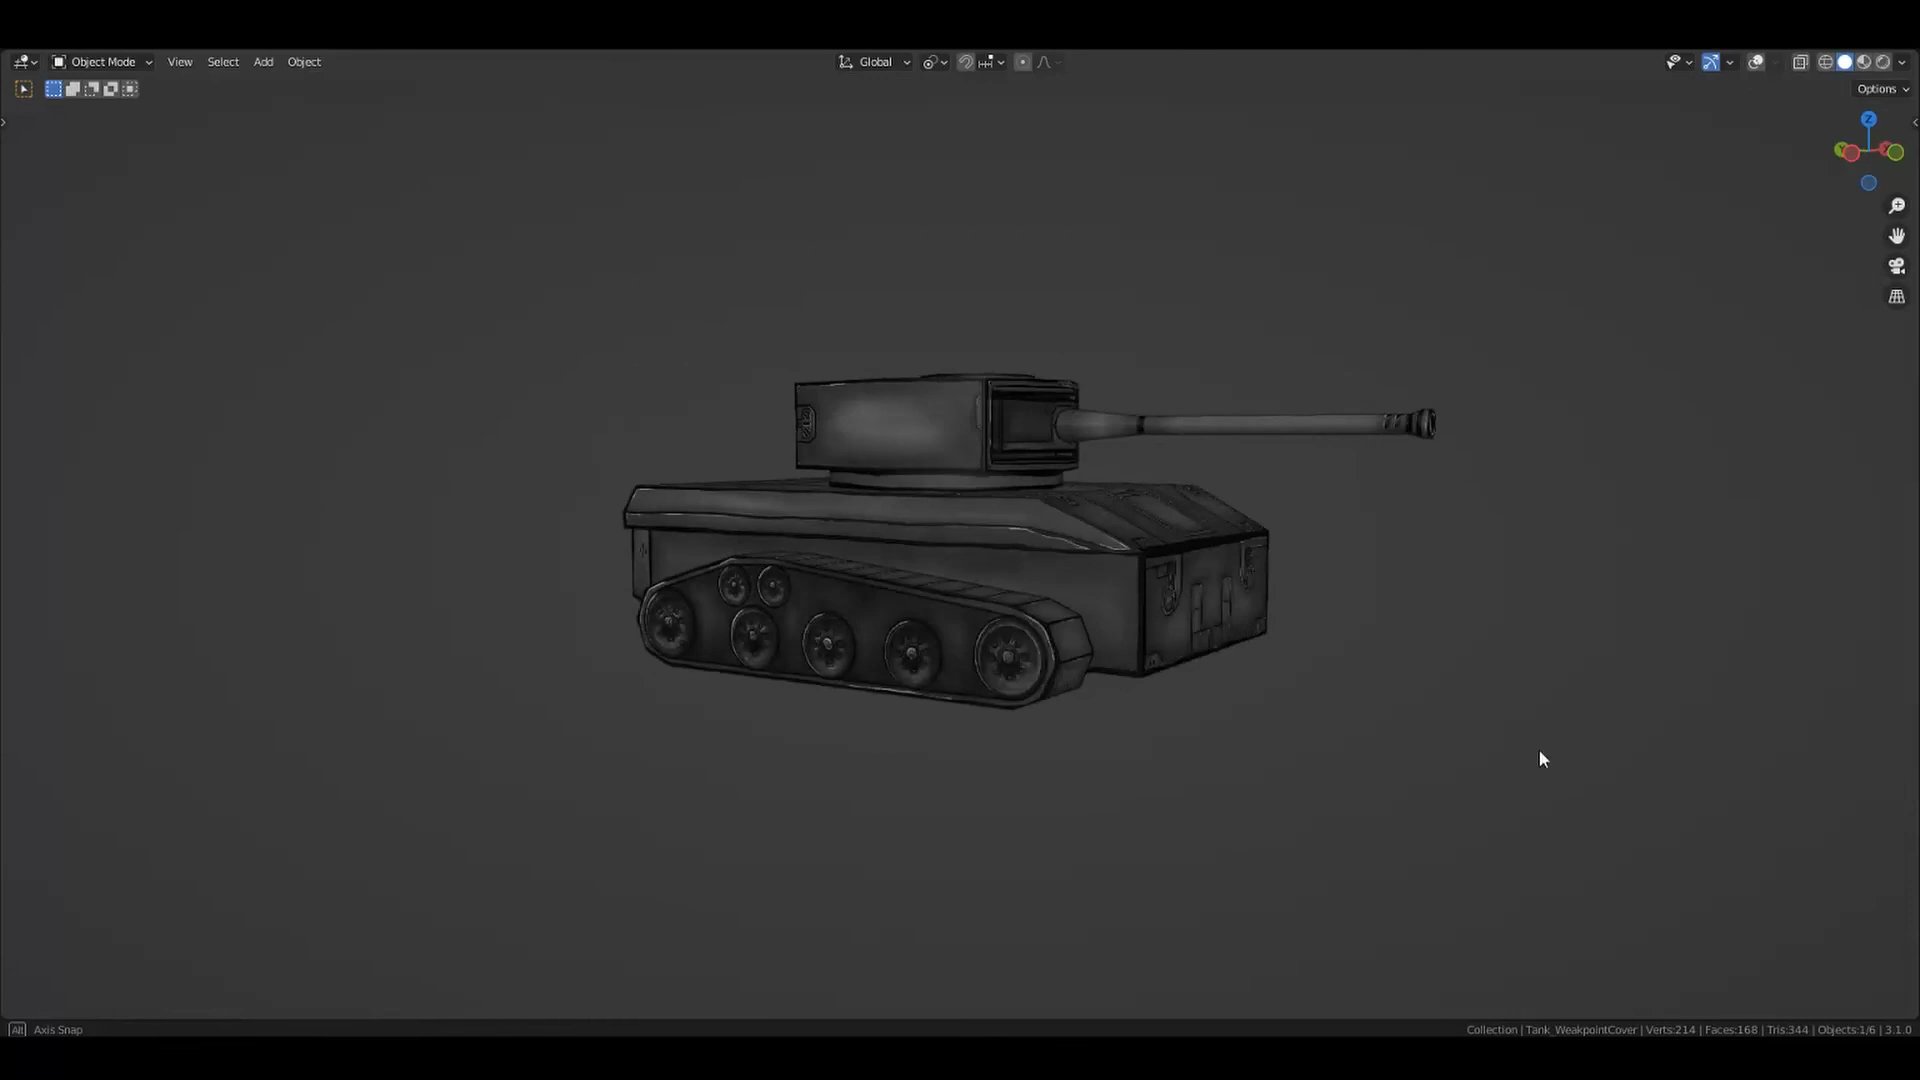 Object Mode View Select Add Object Global
Options
Z
Y
Alt Axis Snap Collection | Tank_WeakpointCover | Verts:214 | Faces:168 | Tris:344 | Objects:1/6 | 3.1.0